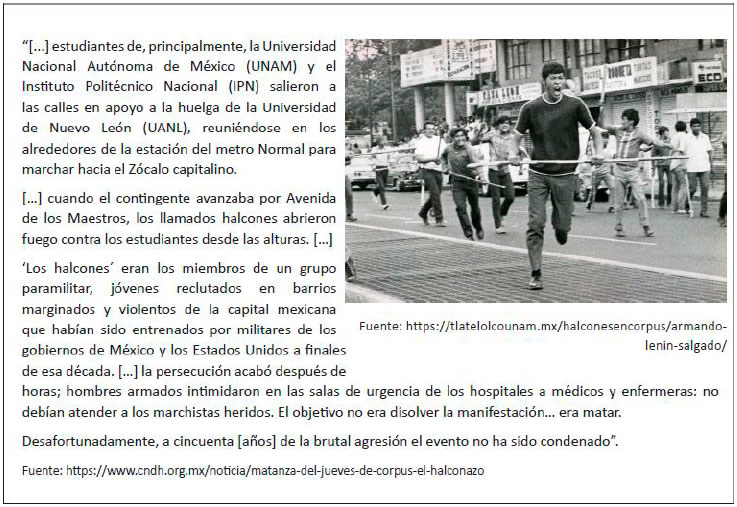 “[...] estudiantes de, principalmente, la Universidad
Nacional Autónoma de México (UNAM) y el
Instituto Politécnico Nacional (IPN) salieron a
las calles en apoyo a la huelga de la Universidad
de Nuevo León (UANL), reuniéndose en los
alrededores de la estación del metro Normal para
marchar hacia el Zócalo capitalino.
[...] cuando el contingente avanzaba por Avenida
de los Maestros, los llamados halcones abrieron
fuego contra los estudiantes desde las alturas. [...]
‘Los halcones´ eran los miembros de un grupo
paramilitar, jóvenes reclutados en barrios
marginados y violentos de la capital mexicana
que habían sido entrenados por militares de los
gobiernos de México y los Estados Unidos a finales
de esa década. [...] la persecución acabó después de
horas; hombres armados intimidaron en las salas de urgencia de los hospitales a médicos y enfermeras: no
debían atender a los marchistas heridos. El objetivo no era disolver la manifestación... era matar.
Desafortunadamente, a cincuenta [años] de la brutal agresión el evento no ha sido condenado”.
Fuente: https://www.cndh.org.mx/noticia/matanza-del-jueves-de-corpus-el-halconazo
TACOS
TORTAS
ECO
Fuente: https://tlatelolcounam.mx/halconesencorpus/armando-
lenin-salgado/